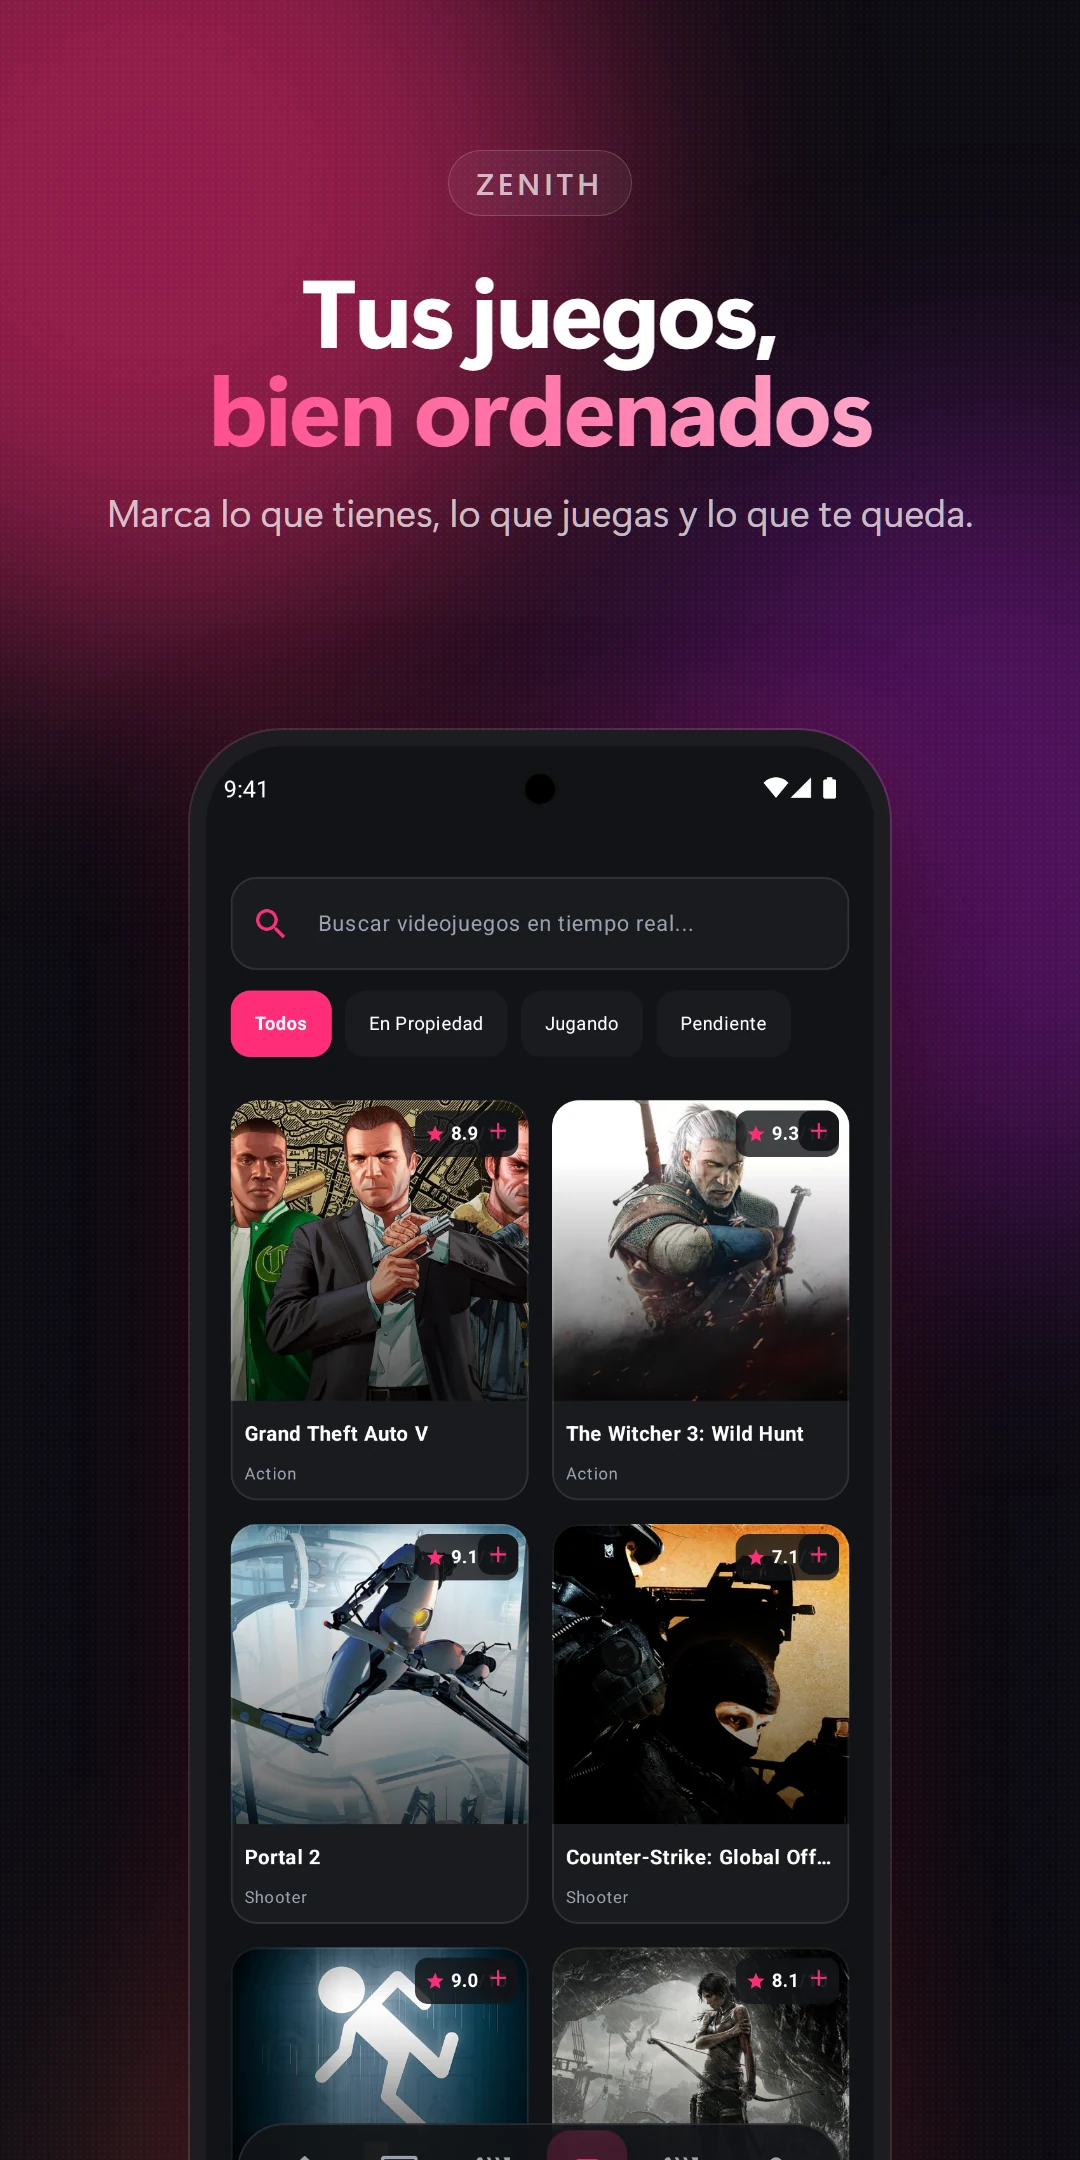 ZENITH
Tus juegos,
bien ordenados
Marca lo que tienes, lo que juegas y lo que te queda.
9:41
Buscar videojuegos en tiempo real...
Todos
En Propiedad
Jugando
Pendiente
8.9
9.3
Grand Theft Auto V
Action
The Witcher 3: Wild Hunt
Action
9.1
7.1
Portal 2
Shooter
Counter-Strike: Global Off...
Shooter
9.0
8.1